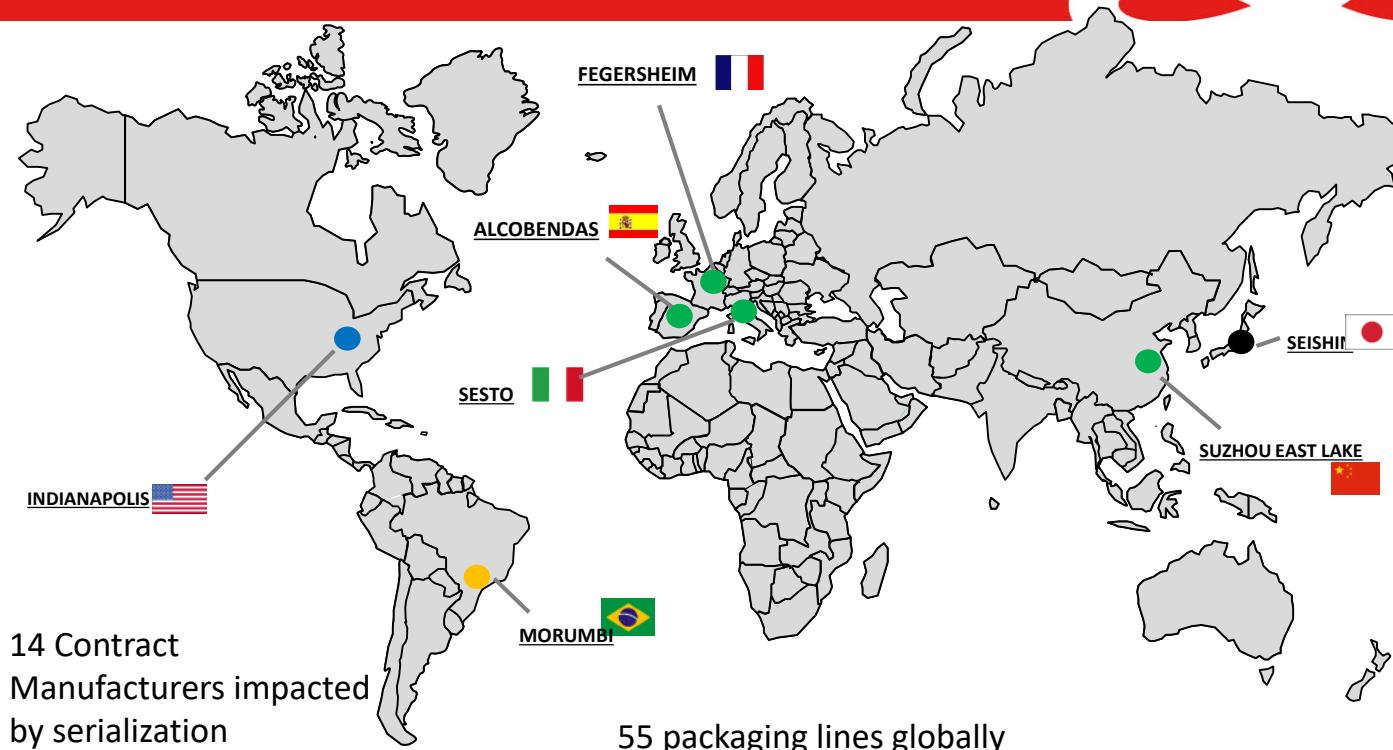 FEGERSHEIM
ALCOBENDAS
SESTO
SEISHIN
SUZHOU EAST LAKE
INDIANAPOLIS
MORUMBI
14 Contract
Manufacturers impacted
by serialization
55 packaging lines globally